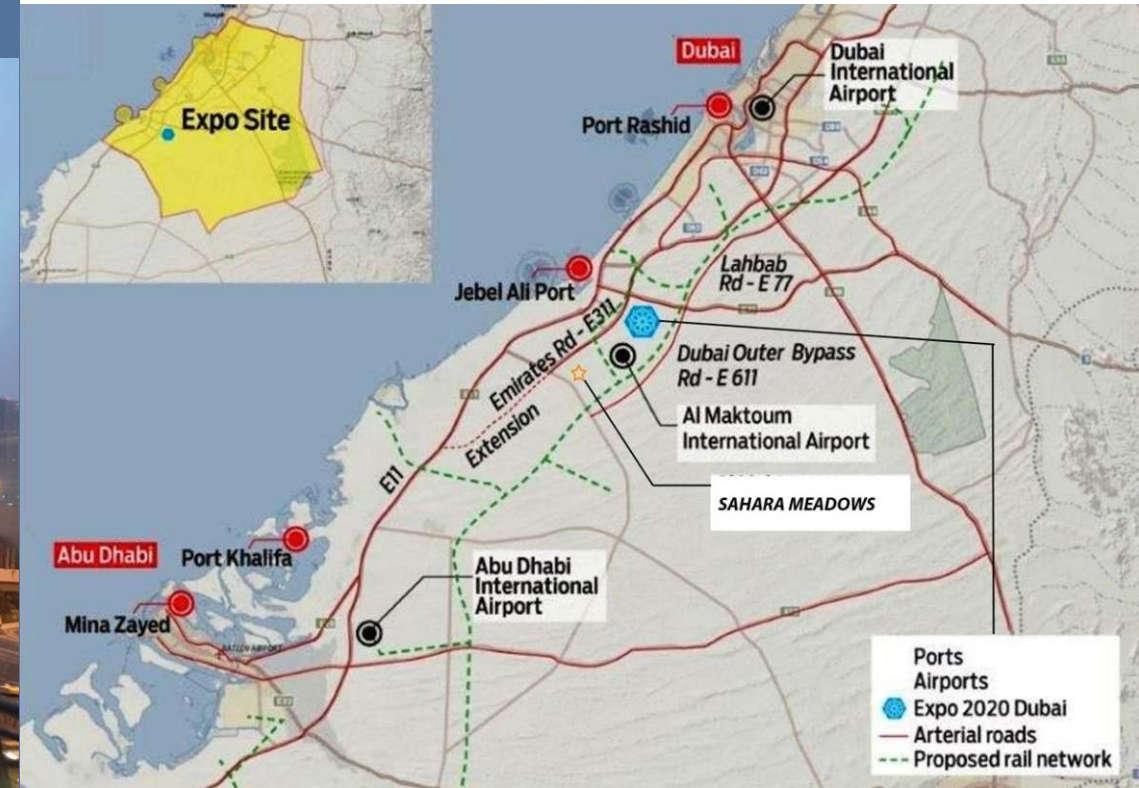 Expo Site
Dubai
Dubai
International
Airport
Port Rashid
Jebel Ali Port
Lahbab
Rd - E 77
Emirates Rd - E311
Extension
Dubai Outer Bypass
Rd - E 611
Al Maktoum
International Airport
SAHARA MEADOWS
E11
Abu Dhabi
Port Khalifa
Mina Zayed
Abu Dhabi
International
Airport
Ports
Airports
Expo 2020 Dubai
Arterial roads
Proposed rail network